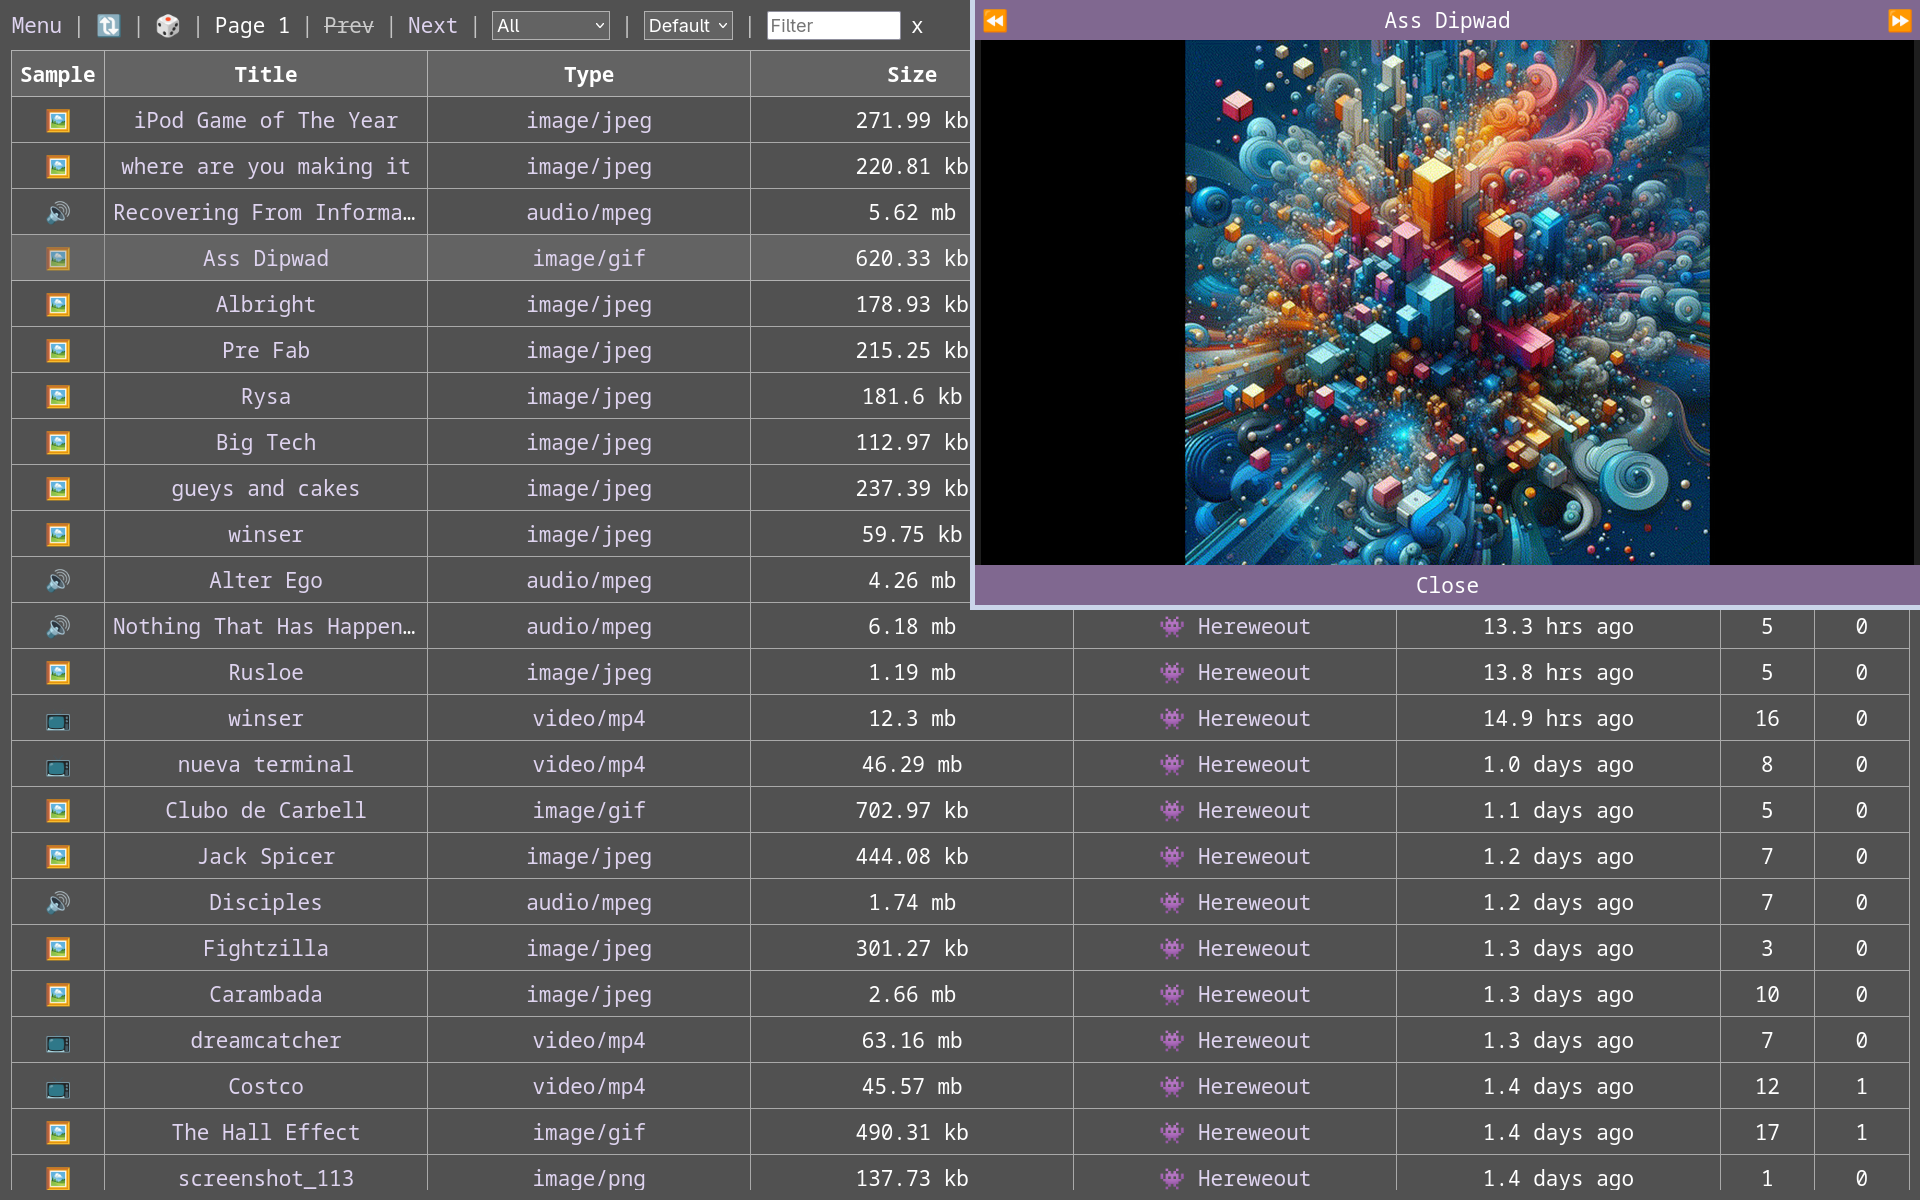 Menu | | | Page 1 | Prev | Next | All | Default | Filter x
Ass Dipwad
Sample Title Type Size
iPod Game of The Year image/jpeg 271.99 kb
where are you making it image/jpeg 220.81 kb
Recovering From Informa… audio/mpeg 5.62 mb
Ass Dipwad image/gif 620.33 kb
Albright image/jpeg 178.93 kb
Pre Fab image/jpeg 215.25 kb
Rysa image/jpeg 181.6 kb
Big Tech image/jpeg 112.97 kb
gueys and cakes image/jpeg 237.39 kb
winser image/jpeg 59.75 kb
Alter Ego audio/mpeg 4.26 mb
Close
Nothing That Has Happen… audio/mpeg 6.18 mb Hereweout 13.3 hrs ago 5 0
Rusloe image/jpeg 1.19 mb Hereweout 13.8 hrs ago 5 0
winser video/mp4 12.3 mb Hereweout 14.9 hrs ago 16 0
nueva terminal video/mp4 46.29 mb Hereweout 1.0 days ago 8 0
Clubo de Carbell image/gif 702.97 kb Hereweout 1.1 days ago 5 0
Jack Spicer image/jpeg 444.08 kb Hereweout 1.2 days ago 7 0
Disciples audio/mpeg 1.74 mb Hereweout 1.2 days ago 7 0
Fightzilla image/jpeg 301.27 kb Hereweout 1.3 days ago 3 0
Carambada image/jpeg 2.66 mb Hereweout 1.3 days ago 10 0
dreamcatcher video/mp4 63.16 mb Hereweout 1.3 days ago 7 0
Costco video/mp4 45.57 mb Hereweout 1.4 days ago 12 1
The Hall Effect image/gif 490.31 kb Hereweout 1.4 days ago 17 1
screenshot_113 image/png 137.73 kb Hereweout 1.4 days ago 1 0